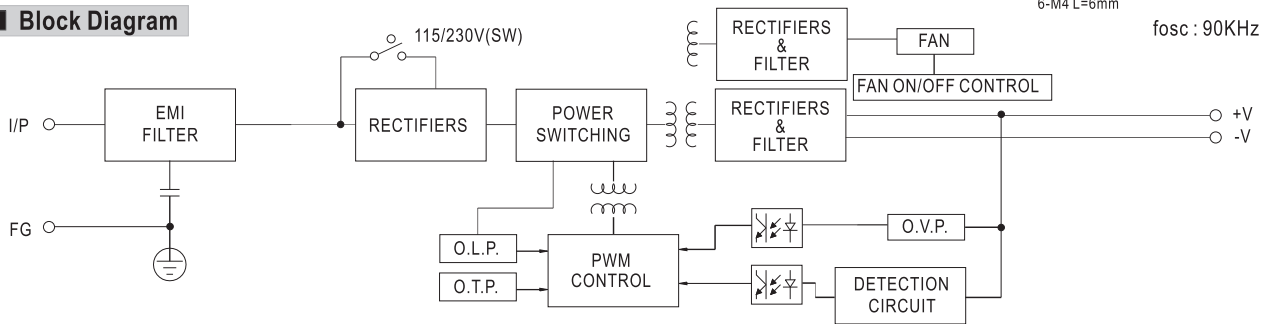 6-M4 L=6mm
Block Diagram
fosc : 90KHz
115/230V(SW)
RECTIFIERS
&
FILTER
FAN
FAN ON/OFF CONTROL
I/P
EMI
FILTER
RECTIFIERS
POWER
SWITCHING
RECTIFIERS
&
FILTER
+V
-V
FG
O.L.P.
O.T.P.
PWM
CONTROL
O.V.P.
DETECTION
CIRCUIT